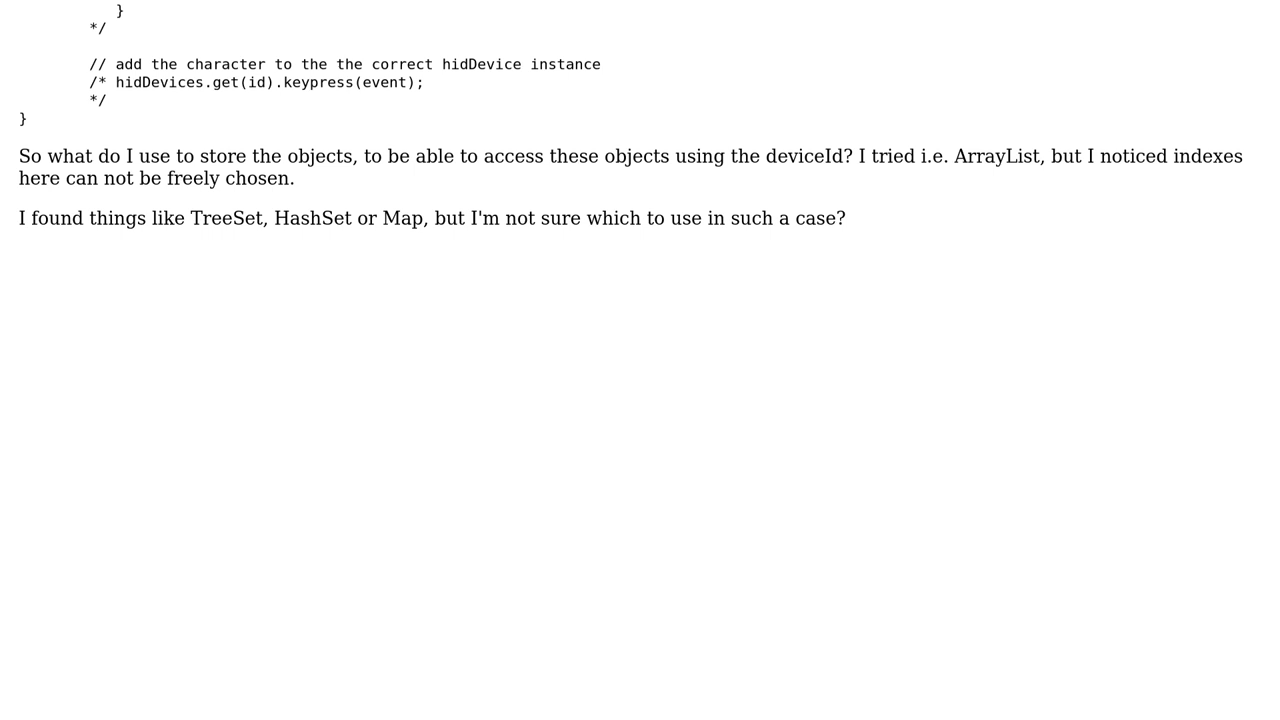 }
*/
// add the character to the the correct hidDevice instance
/* hidDevices.get(id).keypress(event);
*/
}
So what do I use to store the objects, to be able to access these objects using the deviceId? I tried i.e. ArrayList, but I noticed indexes
here can not be freely chosen.
I found things like TreeSet, HashSet or Map, but I'm not sure which to use in such a case?